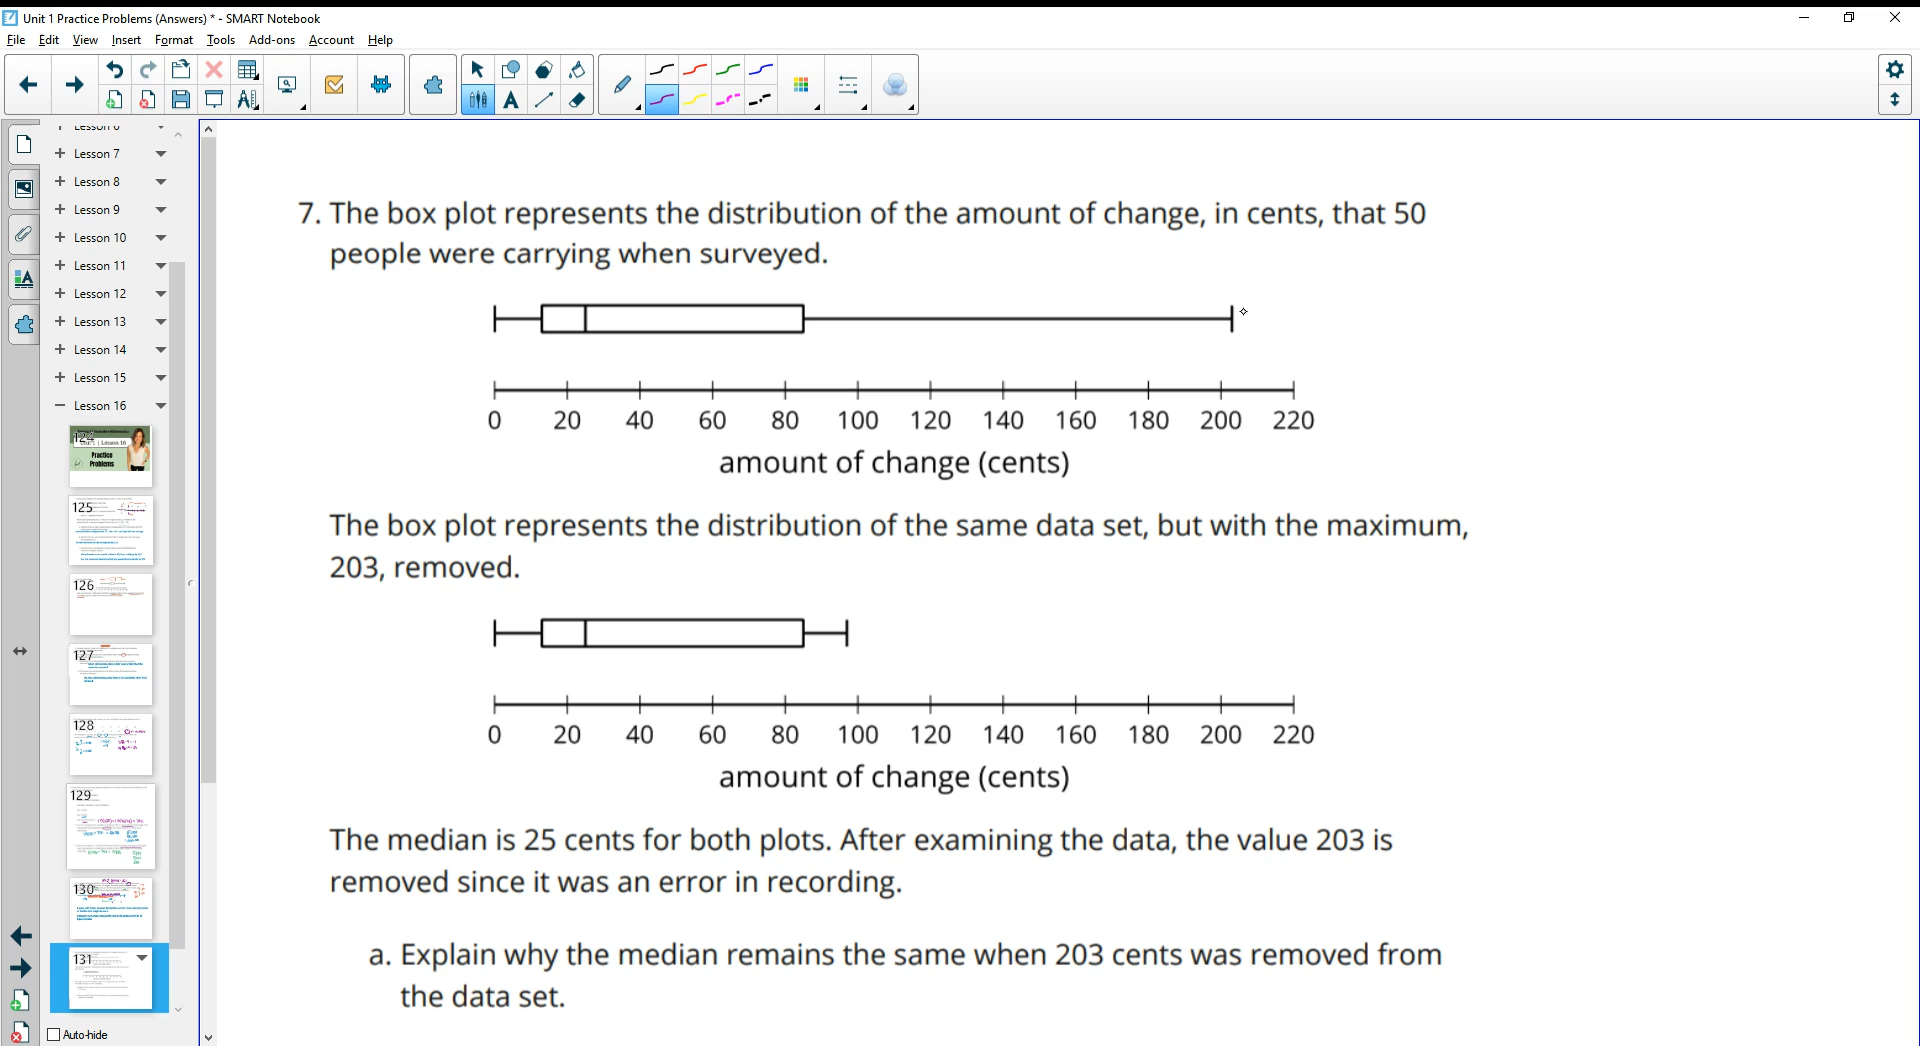 Unit 1 Practice Problems (Answers) * - SMART Notebook
File Edit View Insert Format Tools Add-ons Account Help
Lesson 6
Lesson 7
Lesson 8
Lesson 9
Lesson 10
Lesson 11
Lesson 12
Lesson 13
Lesson 14
Lesson 15
Lesson 16
124
Lesson 16
Practice
Problems
125
126
127
128
129
130
131
Auto-hide
7. The box plot represents the distribution of the amount of change, in cents, that 50
people were carrying when surveyed.
0 20 40 60 80 100 120 140 160 180 200 220
amount of change (cents)
The box plot represents the distribution of the same data set, but with the maximum,
203, removed.
0 20 40 60 80 100 120 140 160 180 200 220
amount of change (cents)
The median is 25 cents for both plots. After examining the data, the value 203 is
removed since it was an error in recording.
a. Explain why the median remains the same when 203 cents was removed from
the data set.